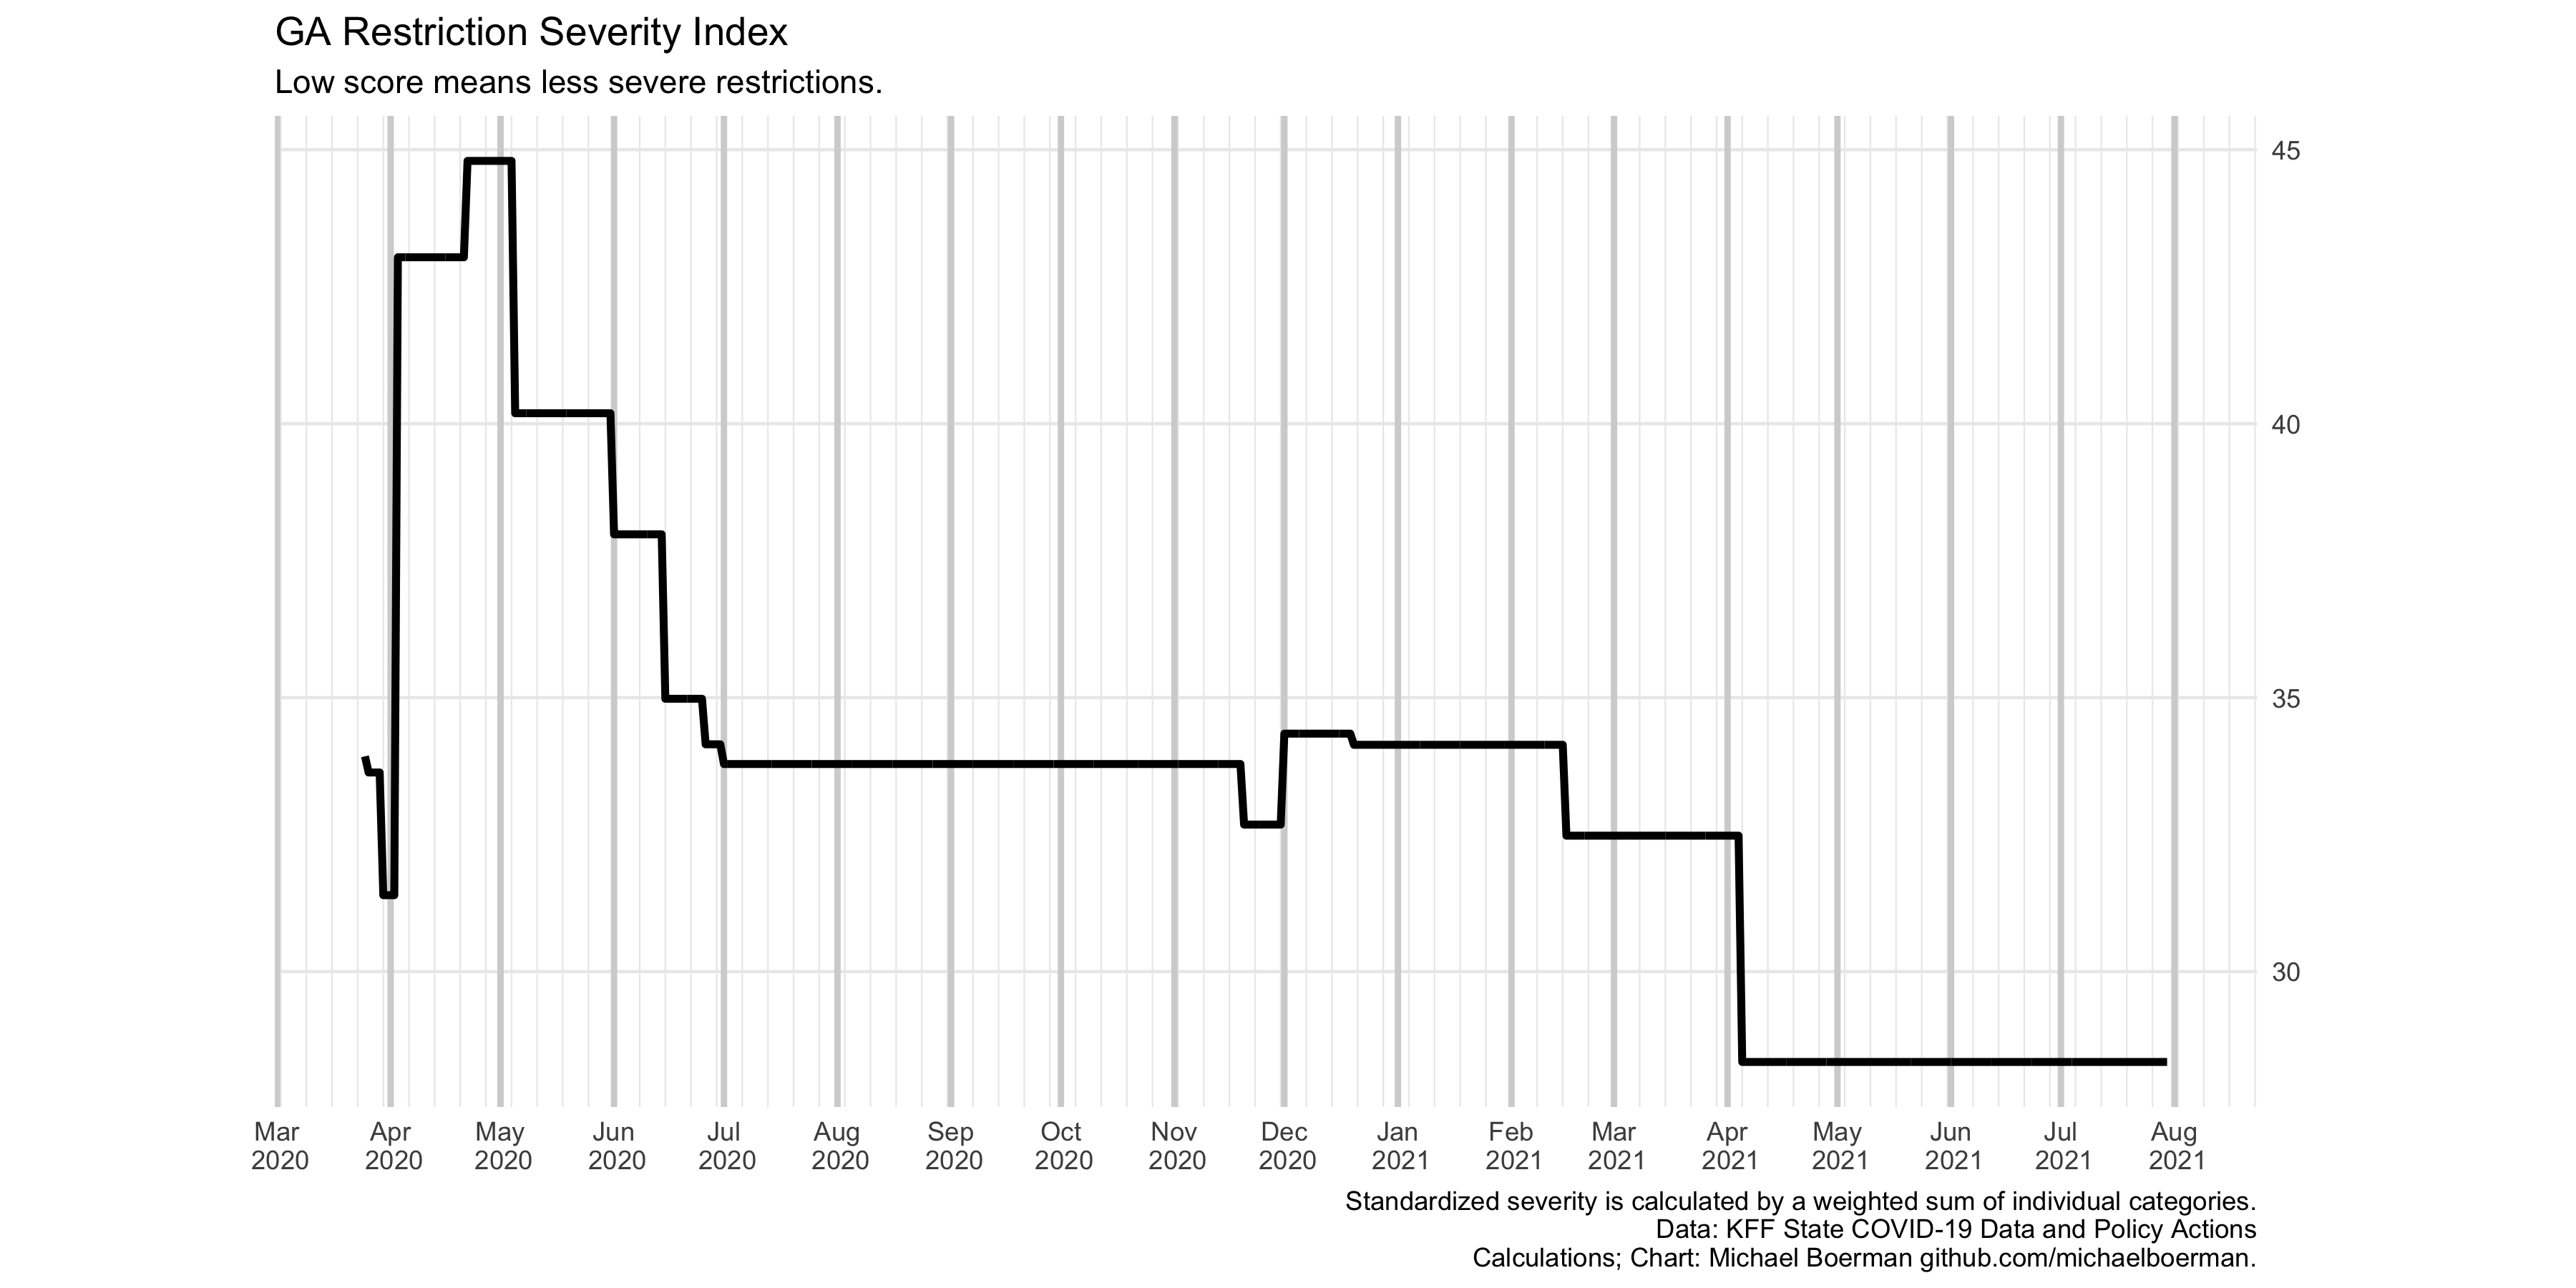 GA Restriction Severity Index
Low score means less severe restrictions.
45
40
35
30
Mar Apr May Jun Jul Aug Sep Oct Nov Dec Jan Feb Mar Apr May Jun Jul Aug
2020 2020 2020 2020 2020 2020 2020 2020 2020 2020 2021 2021 2021 2021 2021 2021 2021 2021
Standardized severity is calculated by a weighted sum of individual categories.
Data: KFF State COVID-19 Data and Policy Actions
Calculations; Chart: Michael Boerman github.com/michaelboerman.